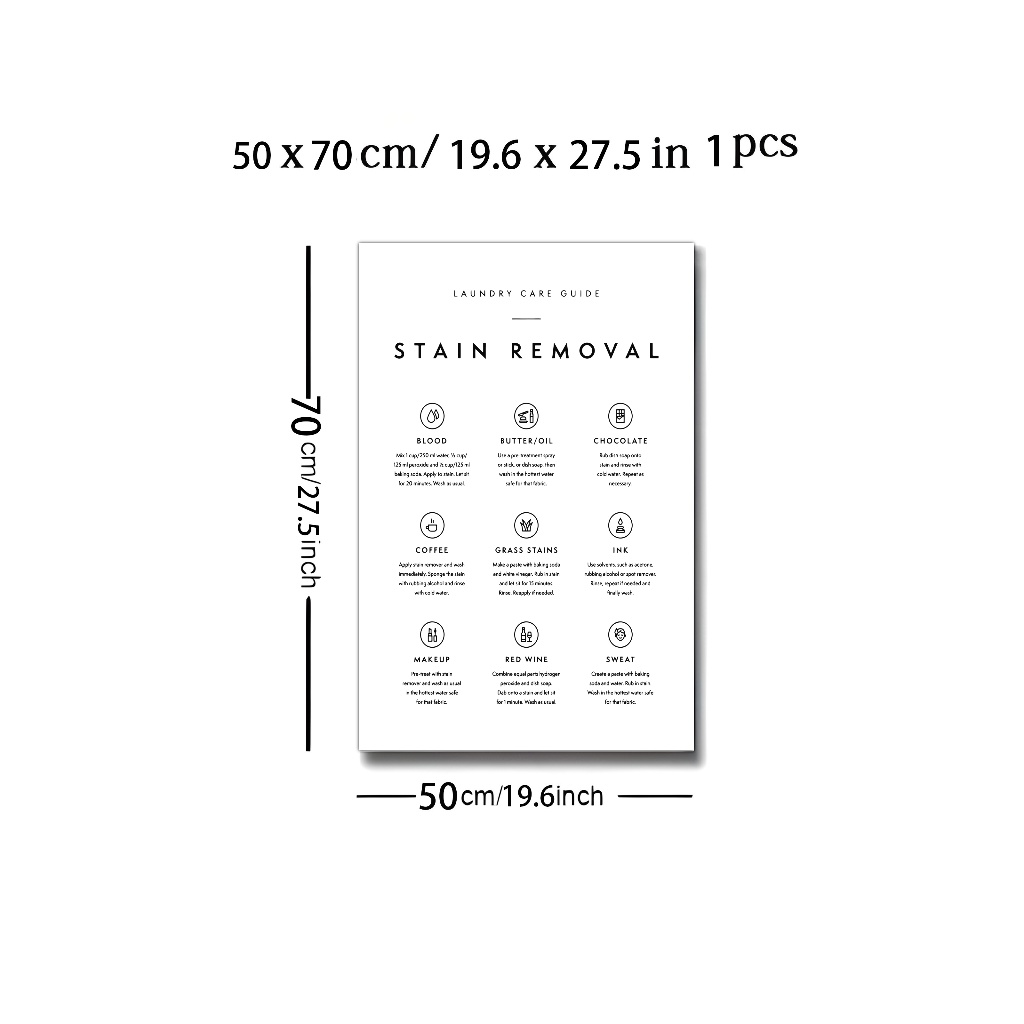 50 x 70 cm/ 19.6 x 27.5 in 1 pcs
70 cm/27.5inch
LAUNDRY CARE GUIDE
STAIN REMOVAL
BLOOD
Mix 1 cup/250 ml water, ½ cup/
125 ml peroxide and ½ cup/125 ml
baking soda. Apply to stain. Let sit
for 20 minutes. Wash as usual.
BUTTER/OIL
Use a pre-treatment spray
or stick, or dish soap, then
wash in the hottest water
safe for that fabric.
CHOCOLATE
Rub dish soap onto
stain and rinse with
cold water. Repeat as
necessary.
COFFEE
Apply stain remover and wash
immediately. Sponge the stain
with rubbing alcohol and rinse
with cold water.
GRASS STAINS
Make a paste with baking soda
and white vinegar. Rub in stain
and let sit for 15 minutes.
Rinse. Reapply if needed.
INK
Use solvents, such as acetone,
rubbing alcohol or spot remover.
Rinse, repeat if needed and
finally wash.
MAKEUP
Pre-treat with stain
remover and wash as usual
in the hottest water safe
for that fabric.
RED WINE
Combine equal parts hydrogen
peroxide and dish soap.
Dab onto a stain and let sit
for 1 minute. Wash as usual.
SWEAT
Create a paste with baking
soda and water. Rub in stain.
Wash in the hottest water safe
for that fabric.
50cm/19.6inch